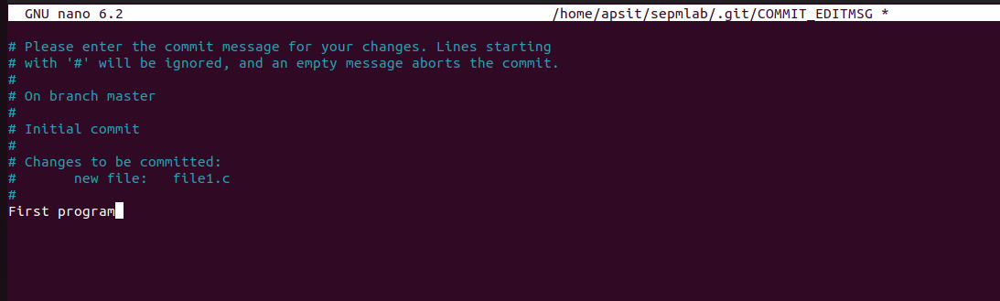 GNU nano 6.2 /home/apsit/sepmlab/.git/COMMIT_EDITMSG *
# Please enter the commit message for your changes. Lines starting
# with '#' will be ignored, and an empty message aborts the commit.
#
# On branch master
#
# Initial commit
#
# Changes to be committed:
#       new file:   file1.c
#
First program